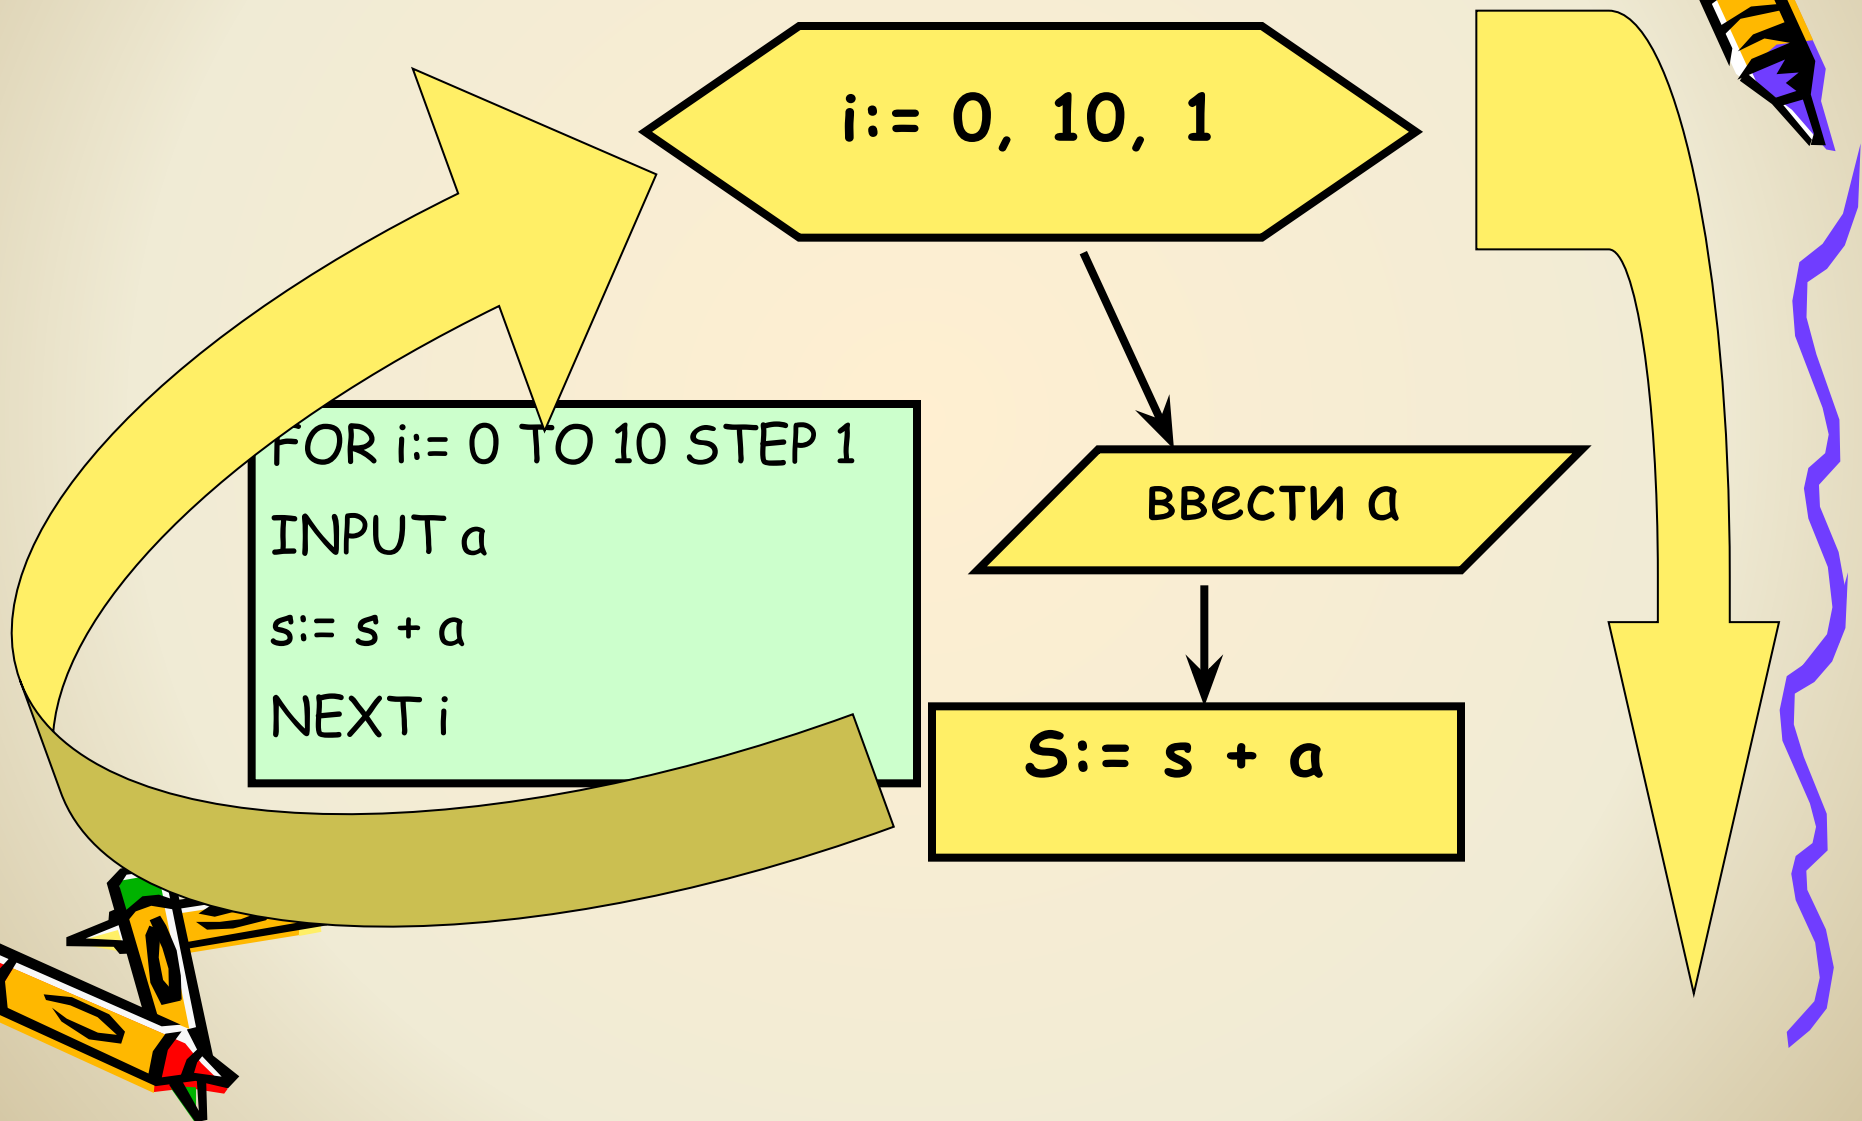 i:= 0, 10, 1
FOR i:= 0 TO 10 STEP 1
INPUT a
s:= s + a
NEXT i
ввести a
S:= s + a